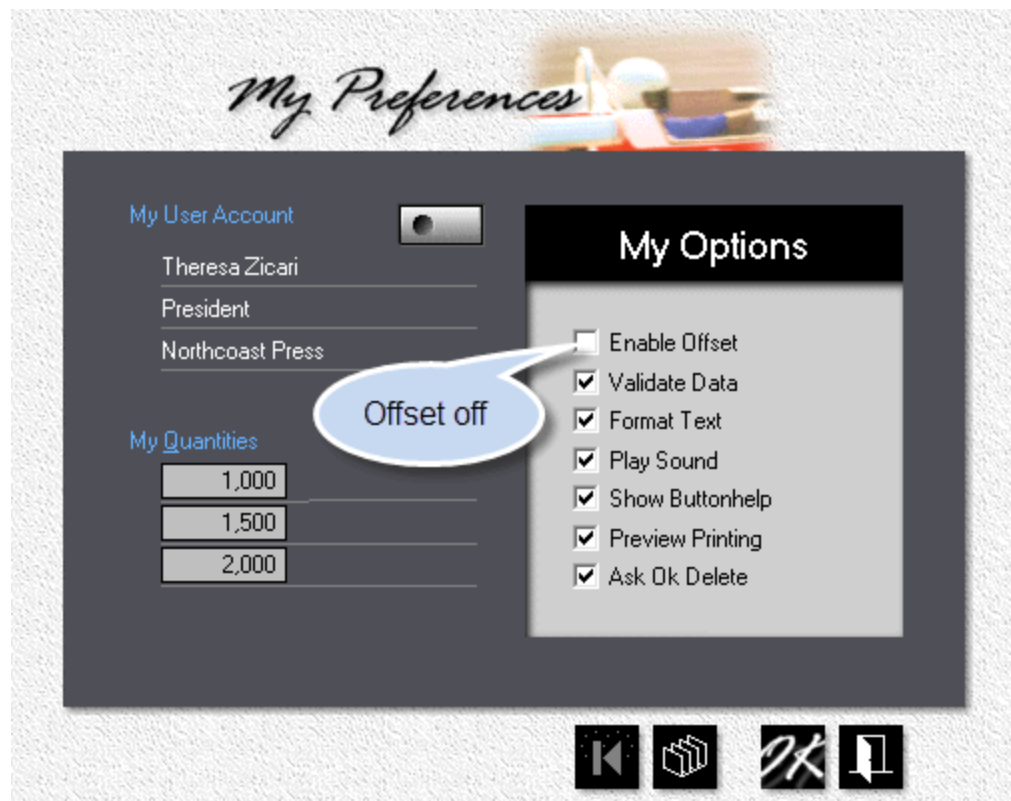 My Preferences
My User Account
Theresa Zicari
President
Northcoast Press
My Quantities
1,000
1,500
2,000
Offset off
My Options
Enable Offset
Validate Data
Format Text
Play Sound
Show Buttonhelp
Preview Printing
Ask Ok Delete
OK